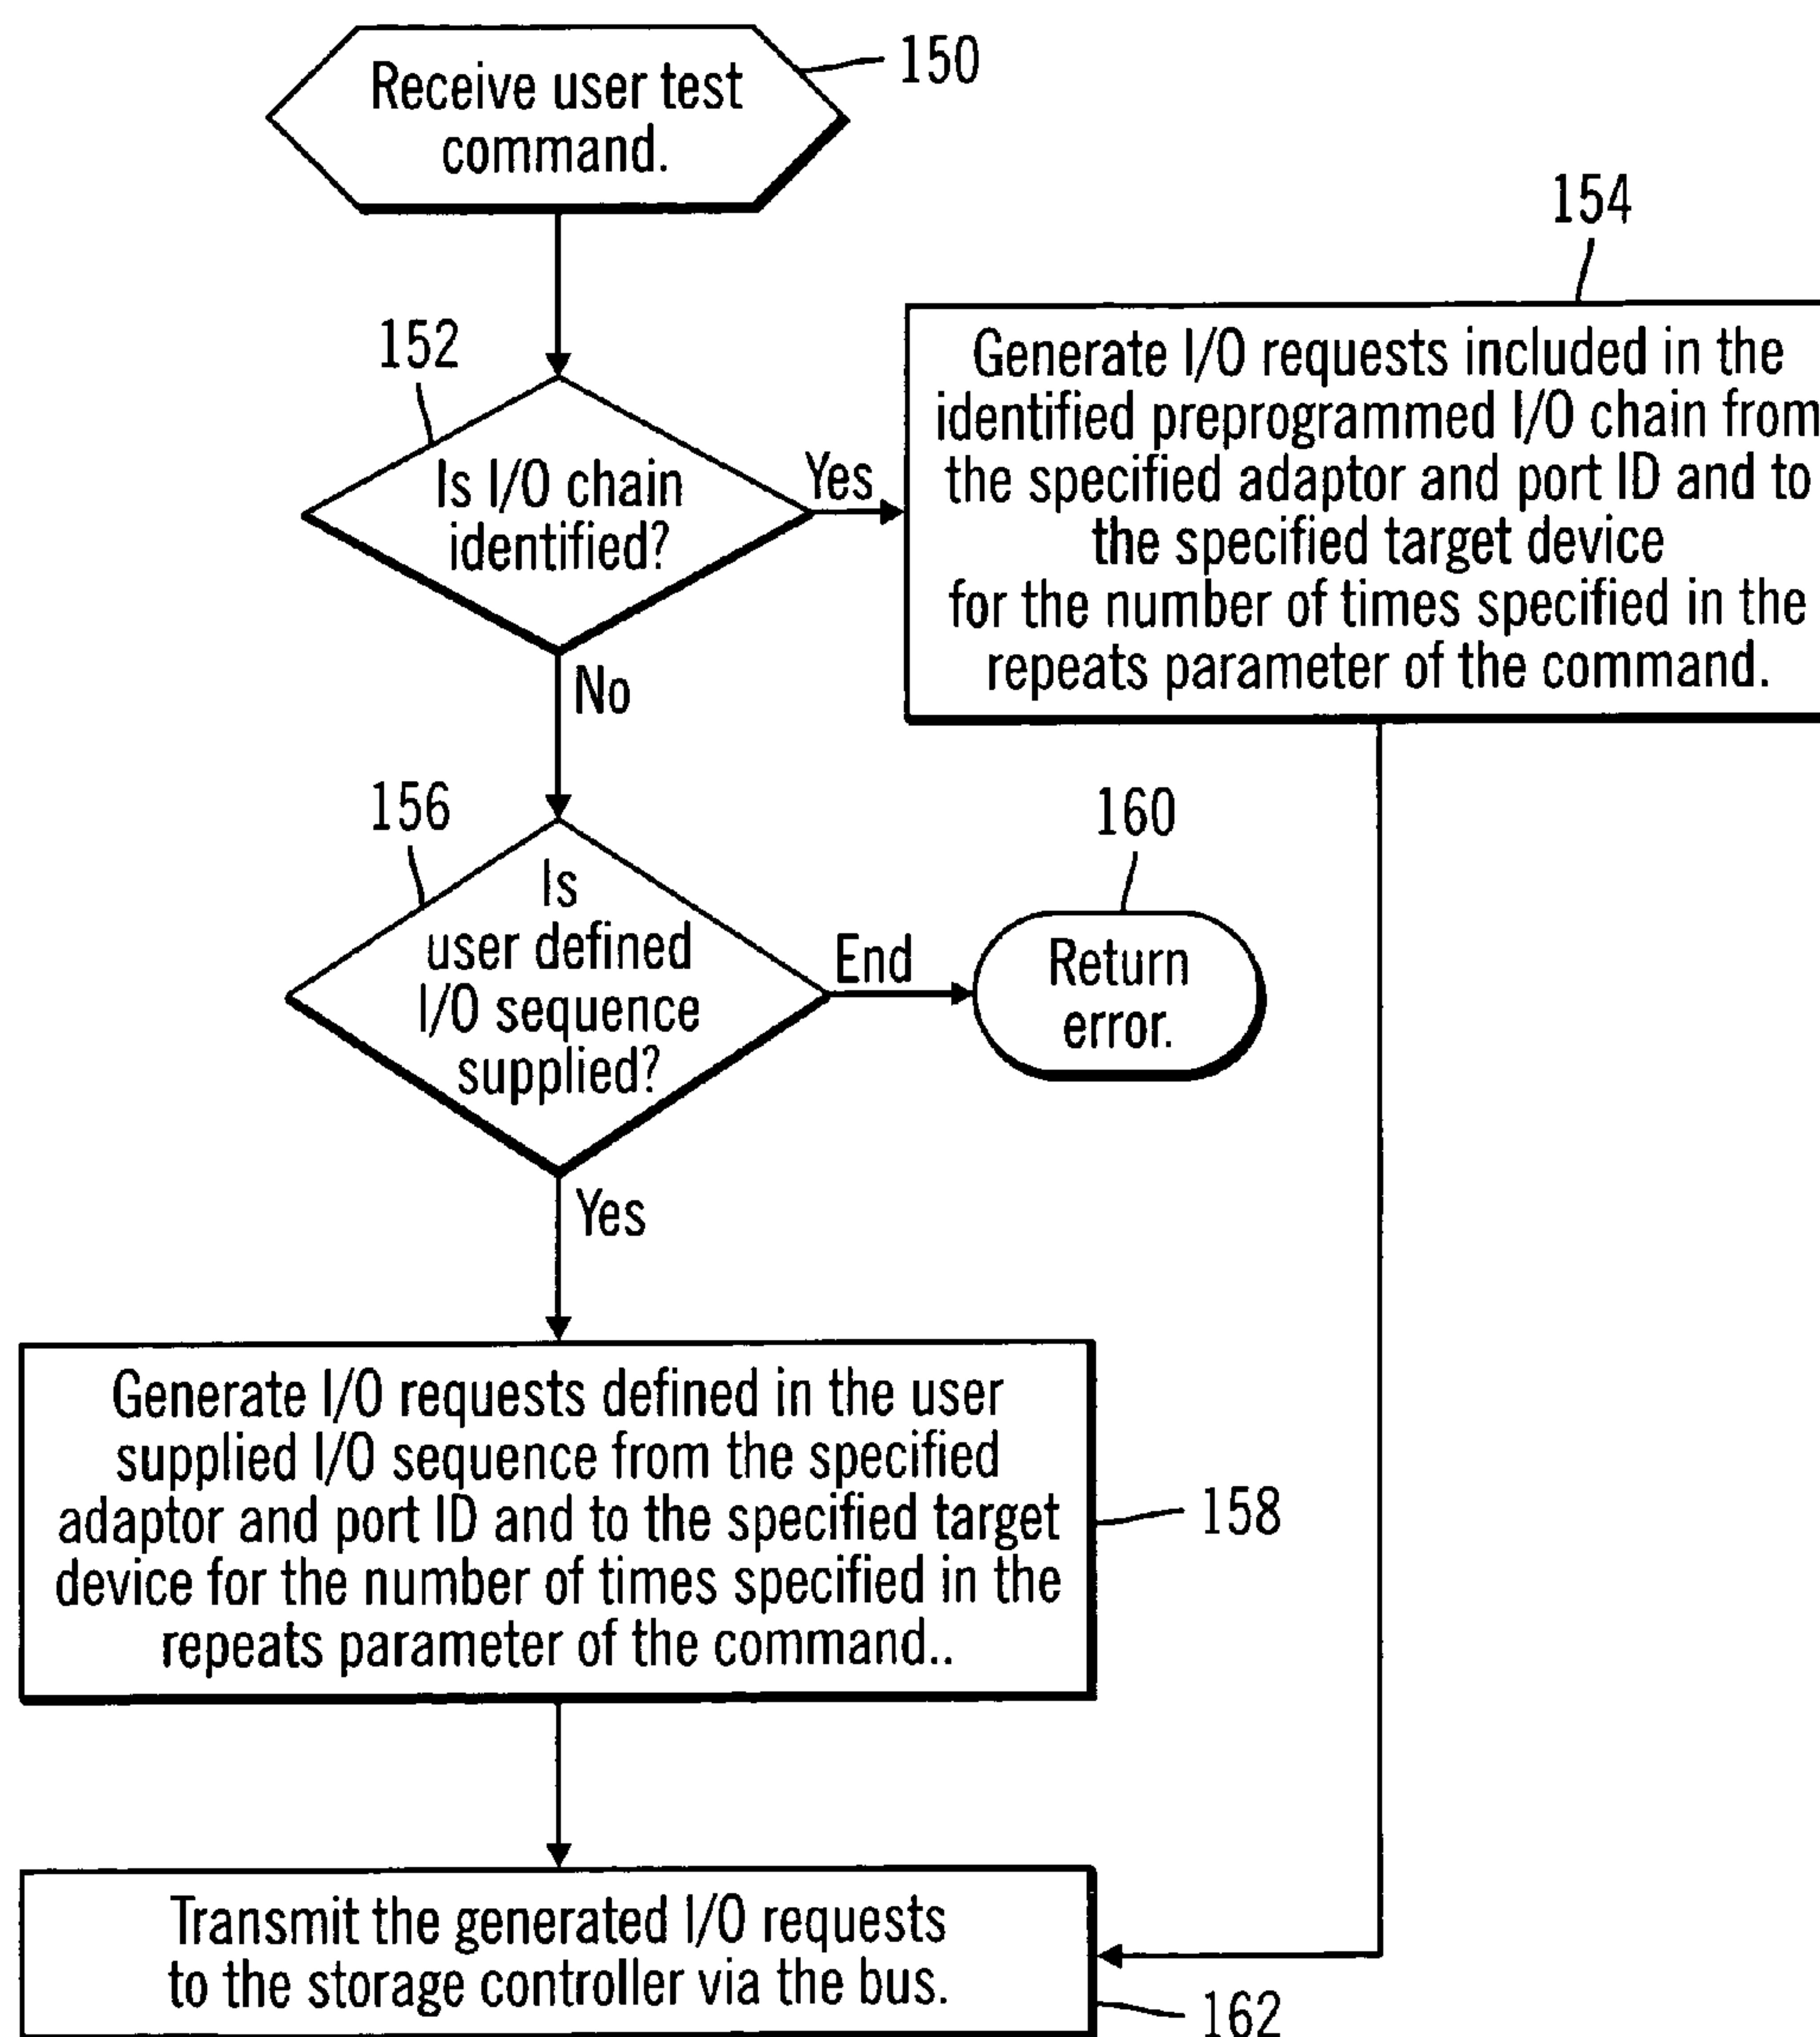 Receive user test
command.
150
152
Is I/O chain
identified?
Yes
No
154
Generate I/O requests included in the
identified preprogrammed I/O chain from
the specified adaptor and port ID and to
the specified target device
for the number of times specified in the
repeats parameter of the command.
156
Is
user defined
I/O sequence
supplied?
End
Yes
160
Return
error.
Generate I/O requests defined in the user
supplied I/O sequence from the specified
adaptor and port ID and to the specified target
device for the number of times specified in the
repeats parameter of the command..
158
Transmit the generated I/O requests
to the storage controller via the bus.
162